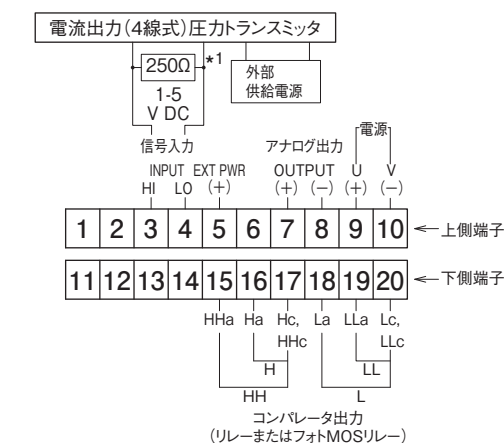 電流出力(4線式)圧力トランスミッタ
250Ω *1
外部
供給電源
1-5
V DC
信号入力
アナログ出力
電源
INPUT EXT PWR OUTPUT U V
HI LO (+) (+) (−) (+) (−)
1 2 3 4 5 6 7 8 9 10 上側端子
11 12 13 14 15 16 17 18 19 20 下側端子
HHa Ha Hc, La LLa Lc,
HHc LLc
H LL
HH L
コンパレータ出力
(リレーまたはフォトMOSリレー)